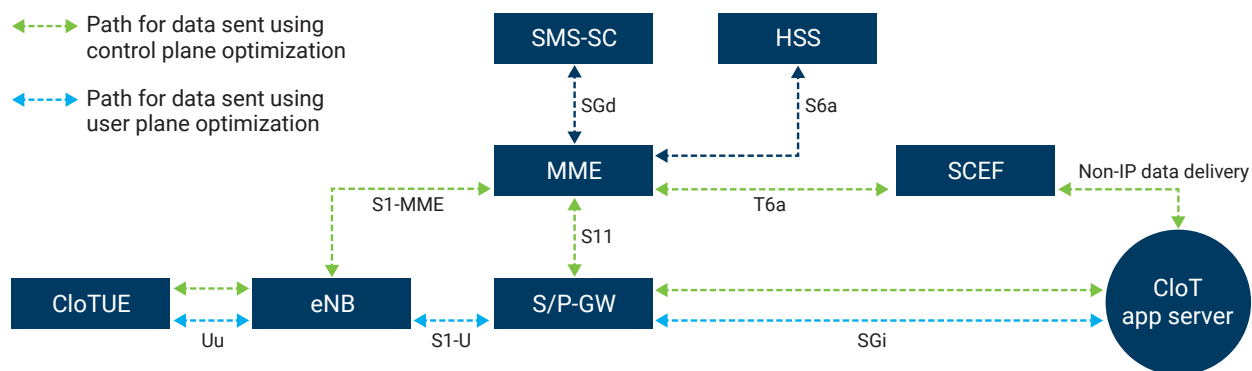 Path for data sent using
control plane optimization
Path for data sent using
user plane optimization
SMS-SC
HSS
SGd
S6a
MME
SCEF
Non-IP data delivery
S1-MME
T6a
S11
CIoTUE
eNB
S/P-GW
CIoT
app server
Uu
S1-U
SGi